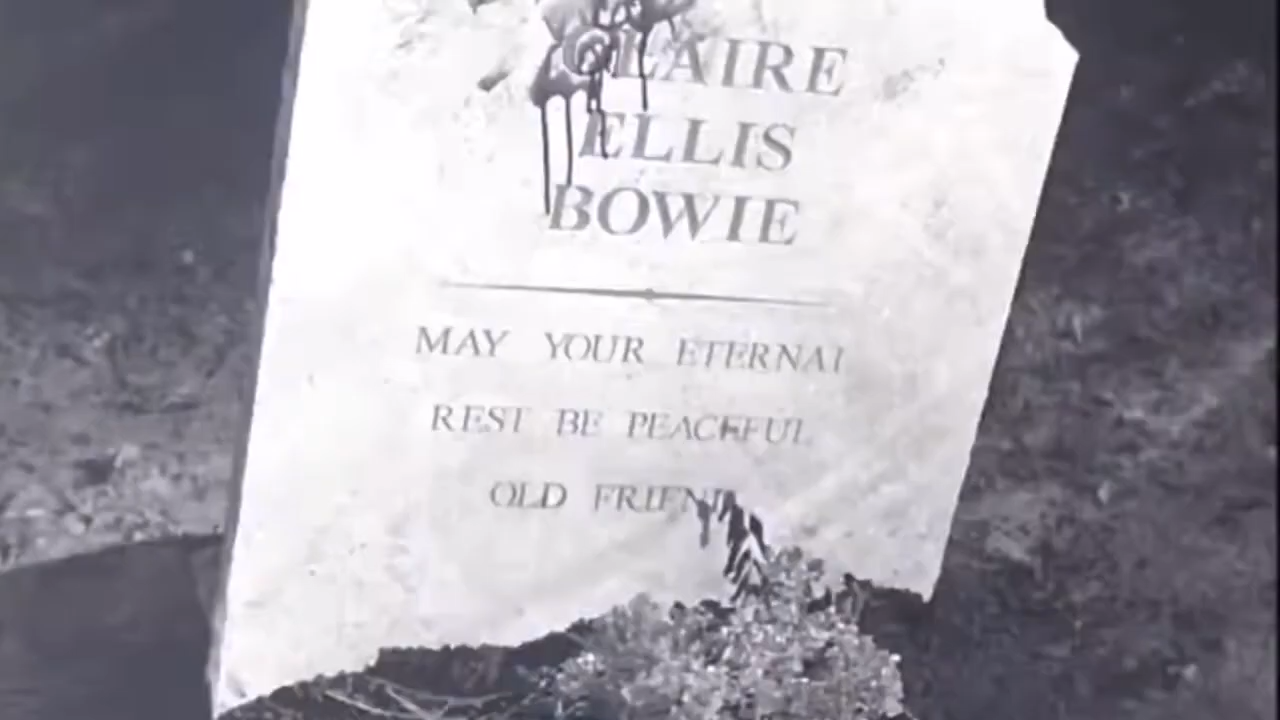 CLAIRE
ELLIS
BOWIE
MAY YOUR ETERNAL
REST BE PEACEFUL
OLD FRIEND